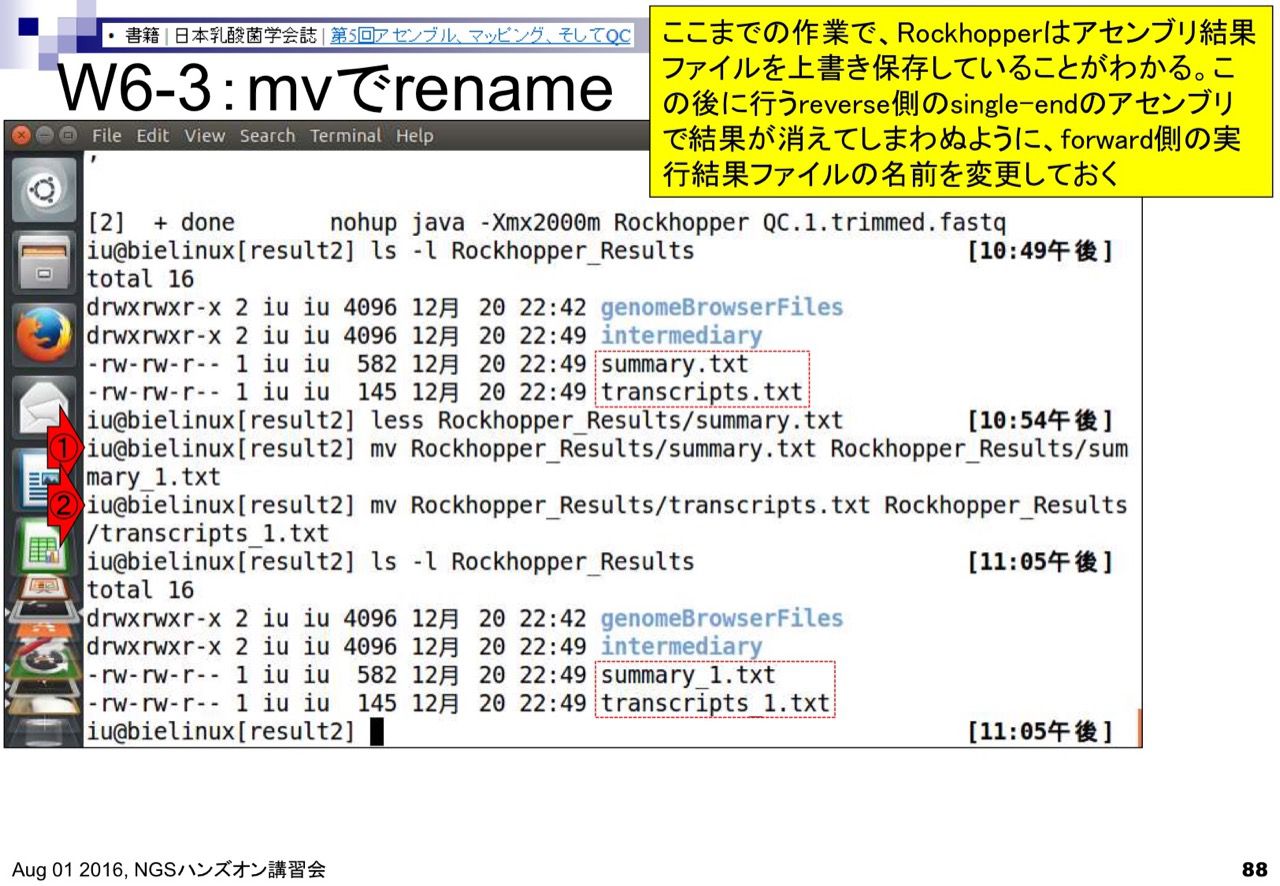 • 書籍 | 日本乳酸菌学会誌 | 第5回アセンブル、マッピング、そしてQC
W6-3：mvでrename
ここまでの作業で、Rockhopperはアセンブリ結果
ファイルを上書き保存していることがわかる。こ
の後に行うreverse側のsingle-endのアセンブリ
で結果が消えてしまわぬように、forward側の実
行結果ファイルの名前を変更しておく
File Edit View Search Terminal Help
[2]  + done       nohup java -Xmx2000m Rockhopper QC.1.trimmed.fastq
iu@bielinux[result2] ls -l Rockhopper_Results [10:49午後]
total 16
drwxrwxr-x 2 iu iu 4096 12月 20 22:42 genomeBrowserFiles
drwxrwxr-x 2 iu iu 4096 12月 20 22:49 intermediary
-rw-rw-r-- 1 iu iu  582 12月 20 22:49 summary.txt
-rw-rw-r-- 1 iu iu  145 12月 20 22:49 transcripts.txt
iu@bielinux[result2] less Rockhopper_Results/summary.txt [10:54午後]
① iu@bielinux[result2] mv Rockhopper_Results/summary.txt Rockhopper_Results/sum
mary_1.txt
② iu@bielinux[result2] mv Rockhopper_Results/transcripts.txt Rockhopper_Results
/transcripts_1.txt
iu@bielinux[result2] ls -l Rockhopper_Results [11:05午後]
total 16
drwxrwxr-x 2 iu iu 4096 12月 20 22:42 genomeBrowserFiles
drwxrwxr-x 2 iu iu 4096 12月 20 22:49 intermediary
-rw-rw-r-- 1 iu iu  582 12月 20 22:49 summary_1.txt
-rw-rw-r-- 1 iu iu  145 12月 20 22:49 transcripts_1.txt
iu@bielinux[result2] [11:05午後]
Aug 01 2016, NGSハンズオン講習会
88